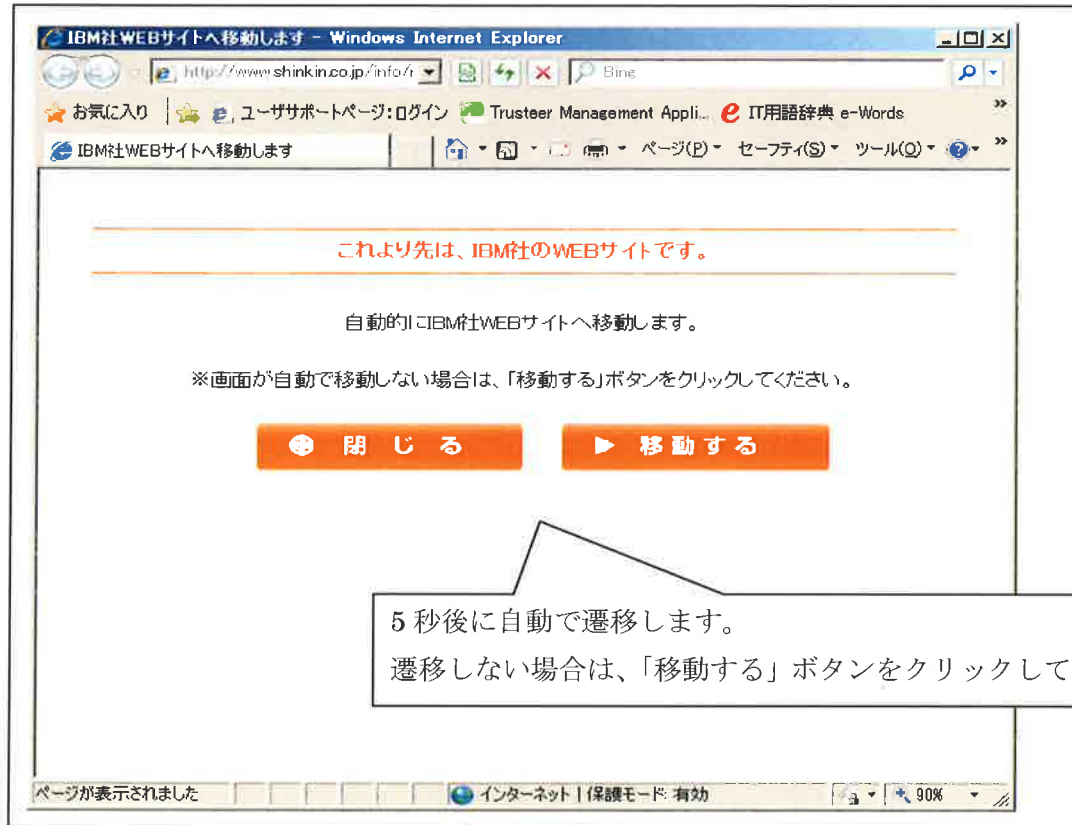 IBM社WEBサイトへ移動します - Windows Internet Explorer
http://www.shinkin.co.jp/info/r
Bing
お気に入り
ユーザサポートページ:ログイン
Trusteer Management Appli...
IT用語辞典 e-Words
IBM社WEBサイトへ移動します
ページ(P)
セーフティ(S)
ツール(O)
これより先は、IBM社のWEBサイトです。
自動的にIBM社WEBサイトへ移動します。
※画面が自動で移動しない場合は、「移動する」ボタンをクリックしてください。
閉じる
移動する
5秒後に自動で遷移します。
遷移しない場合は、「移動する」ボタンをクリックして
ページが表示されました
インターネット | 保護モード: 有効
90%